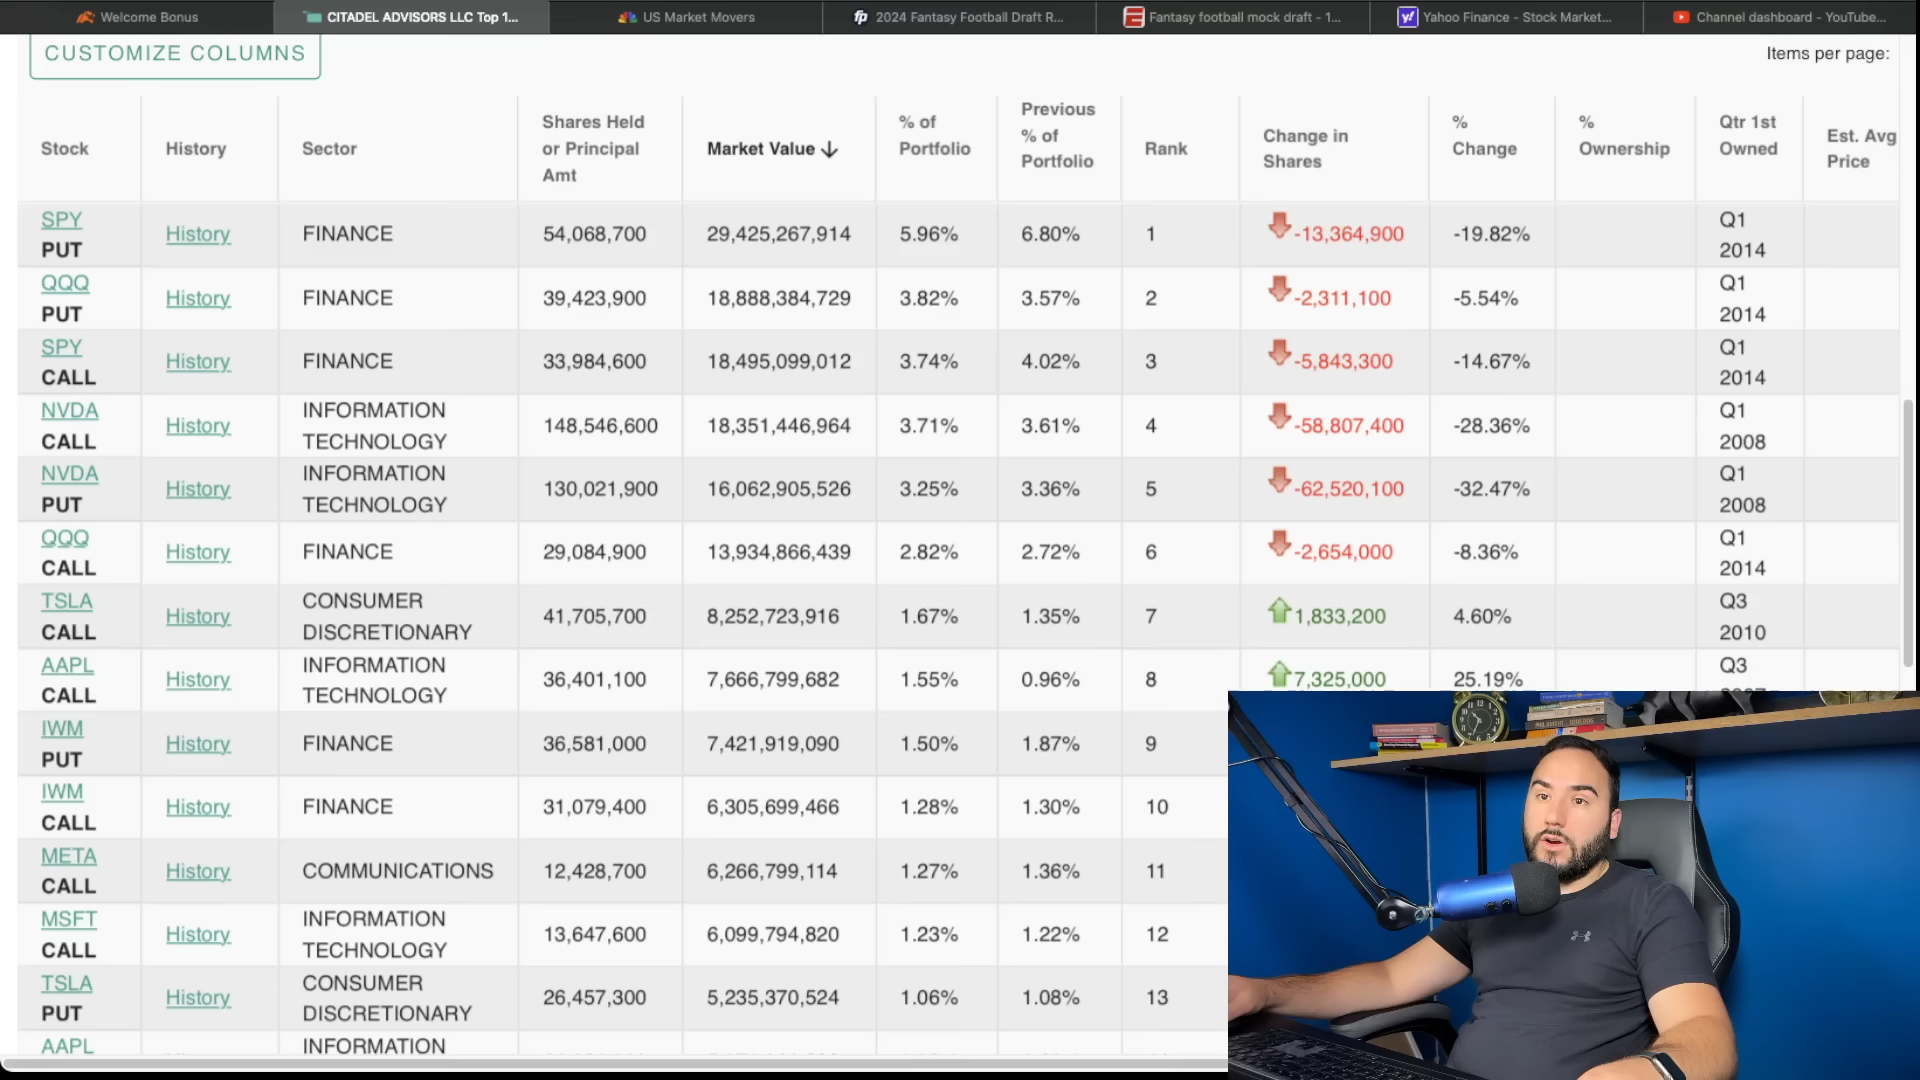 Welcome Bonus
CITADEL ADVISORS LLC Top 1...
US Market Movers
fp 2024 Fantasy Football Draft R...
Fantasy football mock draft - 1...
y! Yahoo Finance - Stock Market...
Channel dashboard - YouTube...
CUSTOMIZE COLUMNS
Items per page:
Stock History Sector Shares Held or Principal Amt Market Value % of Portfolio Previous % of Portfolio Rank Change in Shares % Change % Ownership Qtr 1st Owned Est. Avg Price
SPY PUT History FINANCE 54,068,700 29,425,267,914 5.96% 6.80% 1 -13,364,900 -19.82% Q1 2014
QQQ PUT History FINANCE 39,423,900 18,888,384,729 3.82% 3.57% 2 -2,311,100 -5.54% Q1 2014
SPY CALL History FINANCE 33,984,600 18,495,099,012 3.74% 4.02% 3 -5,843,300 -14.67% Q1 2014
NVDA CALL History INFORMATION TECHNOLOGY 148,546,600 18,351,446,964 3.71% 3.61% 4 -58,807,400 -28.36% Q1 2008
NVDA PUT History INFORMATION TECHNOLOGY 130,021,900 16,062,905,526 3.25% 3.36% 5 -62,520,100 -32.47% Q1 2008
QQQ CALL History FINANCE 29,084,900 13,934,866,439 2.82% 2.72% 6 -2,654,000 -8.36% Q1 2014
TSLA CALL History CONSUMER DISCRETIONARY 41,705,700 8,252,723,916 1.67% 1.35% 7 1,833,200 4.60% Q3 2010
AAPL CALL History INFORMATION TECHNOLOGY 36,401,100 7,666,799,682 1.55% 0.96% 8 7,325,000 25.19% Q3
IWM PUT History FINANCE 36,581,000 7,421,919,090 1.50% 1.87% 9
IWM CALL History FINANCE 31,079,400 6,305,699,466 1.28% 1.30% 10
META CALL History COMMUNICATIONS 12,428,700 6,266,799,114 1.27% 1.36% 11
MSFT CALL History INFORMATION TECHNOLOGY 13,647,600 6,099,794,820 1.23% 1.22% 12
TSLA PUT History CONSUMER DISCRETIONARY 26,457,300 5,235,370,524 1.06% 1.08% 13
AAPL INFORMATION